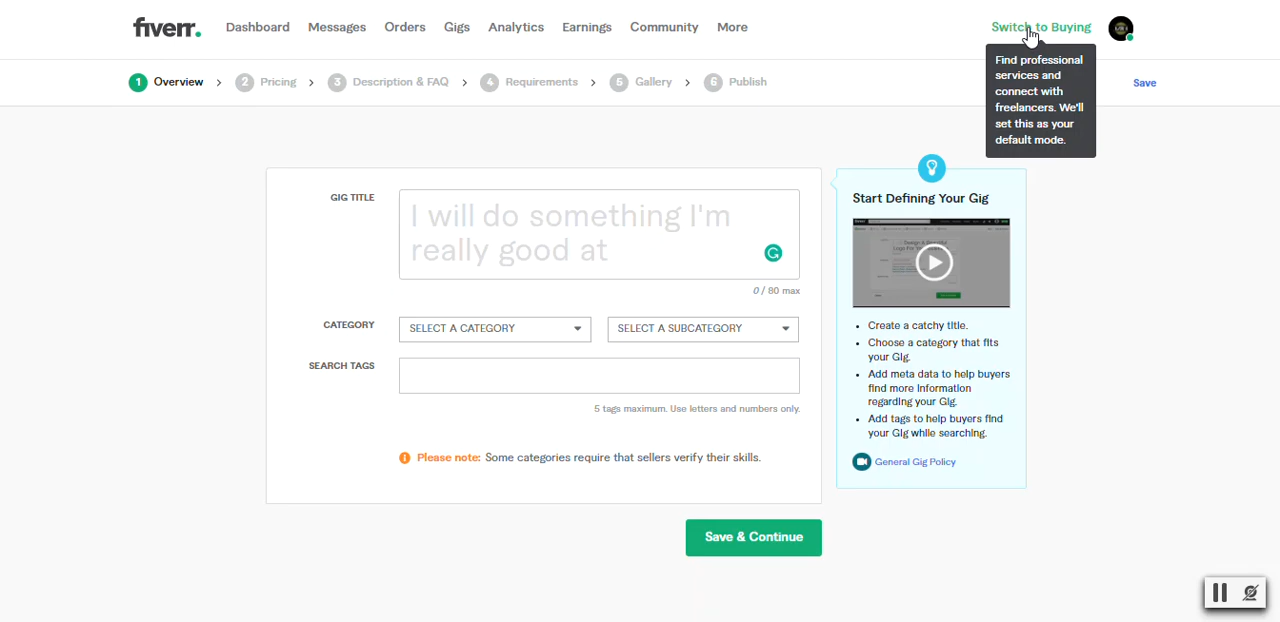 fiverr. Dashboard Messages Orders Gigs Analytics Earnings Community More Switch to Buying
Find professional
services and
connect with
freelancers. We'll
set this as your
default mode.
1 Overview 2 Pricing 3 Description & FAQ 4 Requirements 5 Gallery 6 Publish Save
GIG TITLE
I will do something I'm
really good at
0 / 80 max
CATEGORY SELECT A CATEGORY SELECT A SUBCATEGORY
SEARCH TAGS
5 tags maximum. Use letters and numbers only.
Please note: Some categories require that sellers verify their skills.
Save & Continue
Start Defining Your Gig
• Create a catchy title.
• Choose a category that fits
your Gig.
• Add meta data to help buyers
find more information
regarding your Gig.
• Add tags to help buyers find
your Gig while searching.
General Gig Policy